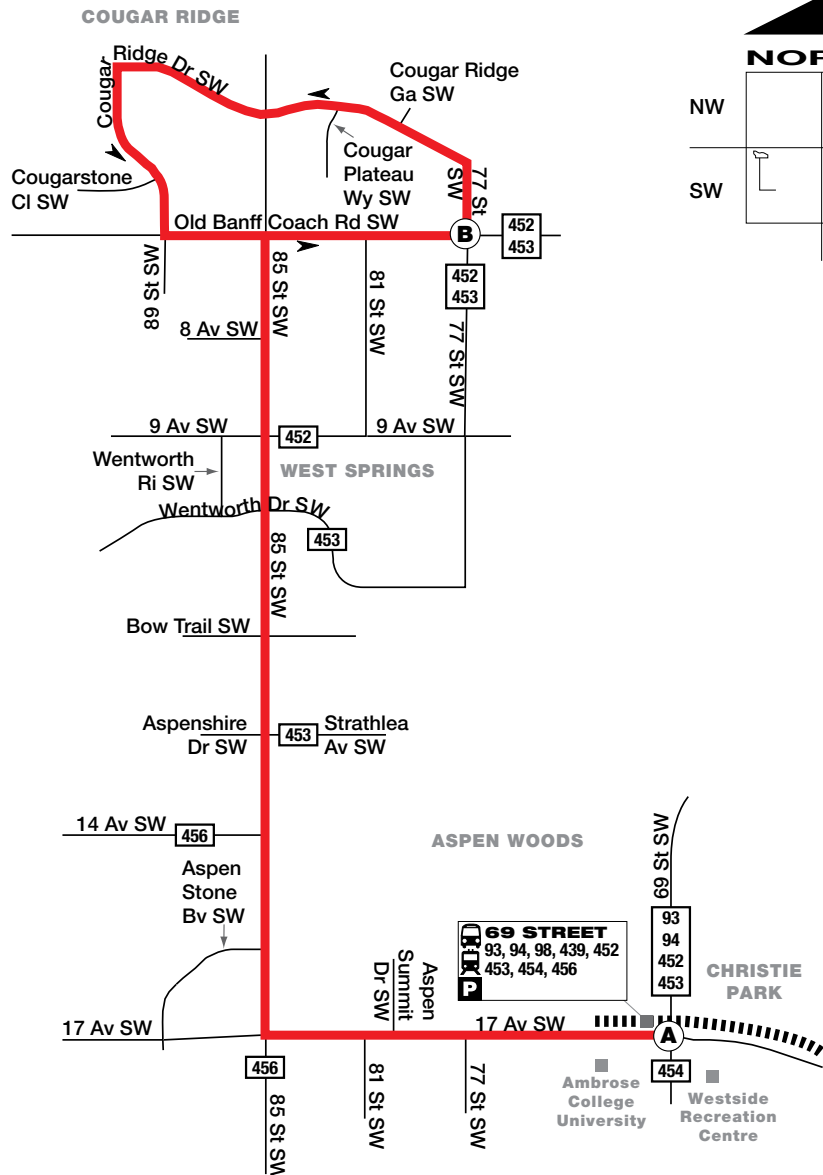 COUGAR RIDGE
NOR
NW
SW
Cougar
Ridge Dr SW
Cougar Ridge
Ga SW
Cougar
Plateau
Wy SW
77 St
SW
Cougarstone
Cl SW
Old Banff Coach Rd SW
B
452
453
452
453
89 St SW
85 St SW
81 St SW
77 St SW
8 Av SW
9 Av SW
452
9 Av SW
Wentworth
Ri SW
WEST SPRINGS
Wentworth Dr SW
453
85 St SW
Bow Trail SW
Aspenshire
Dr SW
453
Strathlea
Av SW
14 Av SW
456
ASPEN WOODS
69 St SW
Aspen
Stone
Bv SW
93
94
452
453
69 STREET
93, 94, 98, 439, 452
453, 454, 456
P
CHRISTIE
PARK
Aspen
Summit
Dr SW
17 Av SW
17 Av SW
A
456
85 St SW
81 St SW
77 St SW
454
Ambrose
College
University
Westside
Recreation
Centre